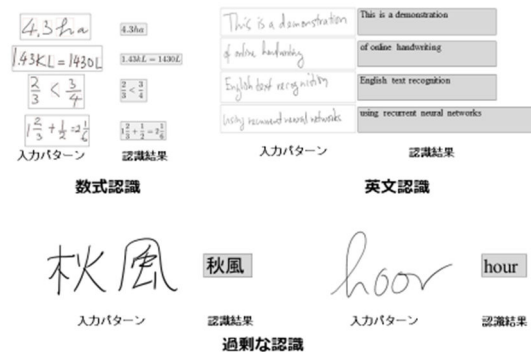 4.3ha 4.3ha
1.43KL=1430L 1.43kL = 1430L
2/3 < 3/4 2/3 < 3/4
1 2/3 + 1/2 = 2 1/6 1 2/3 + 1/2 = 2 1/6
入力パターン 認識結果
数式認識
This is a demonstration This is a demonstration
of online handwriting of online handwriting
English text recognition English text recognition
using recurrent neural networks using recurrent neural networks
入力パターン 認識結果
英文認識
秋風
入力パターン 認識結果
hoor hour
入力パターン 認識結果
過剰な認識